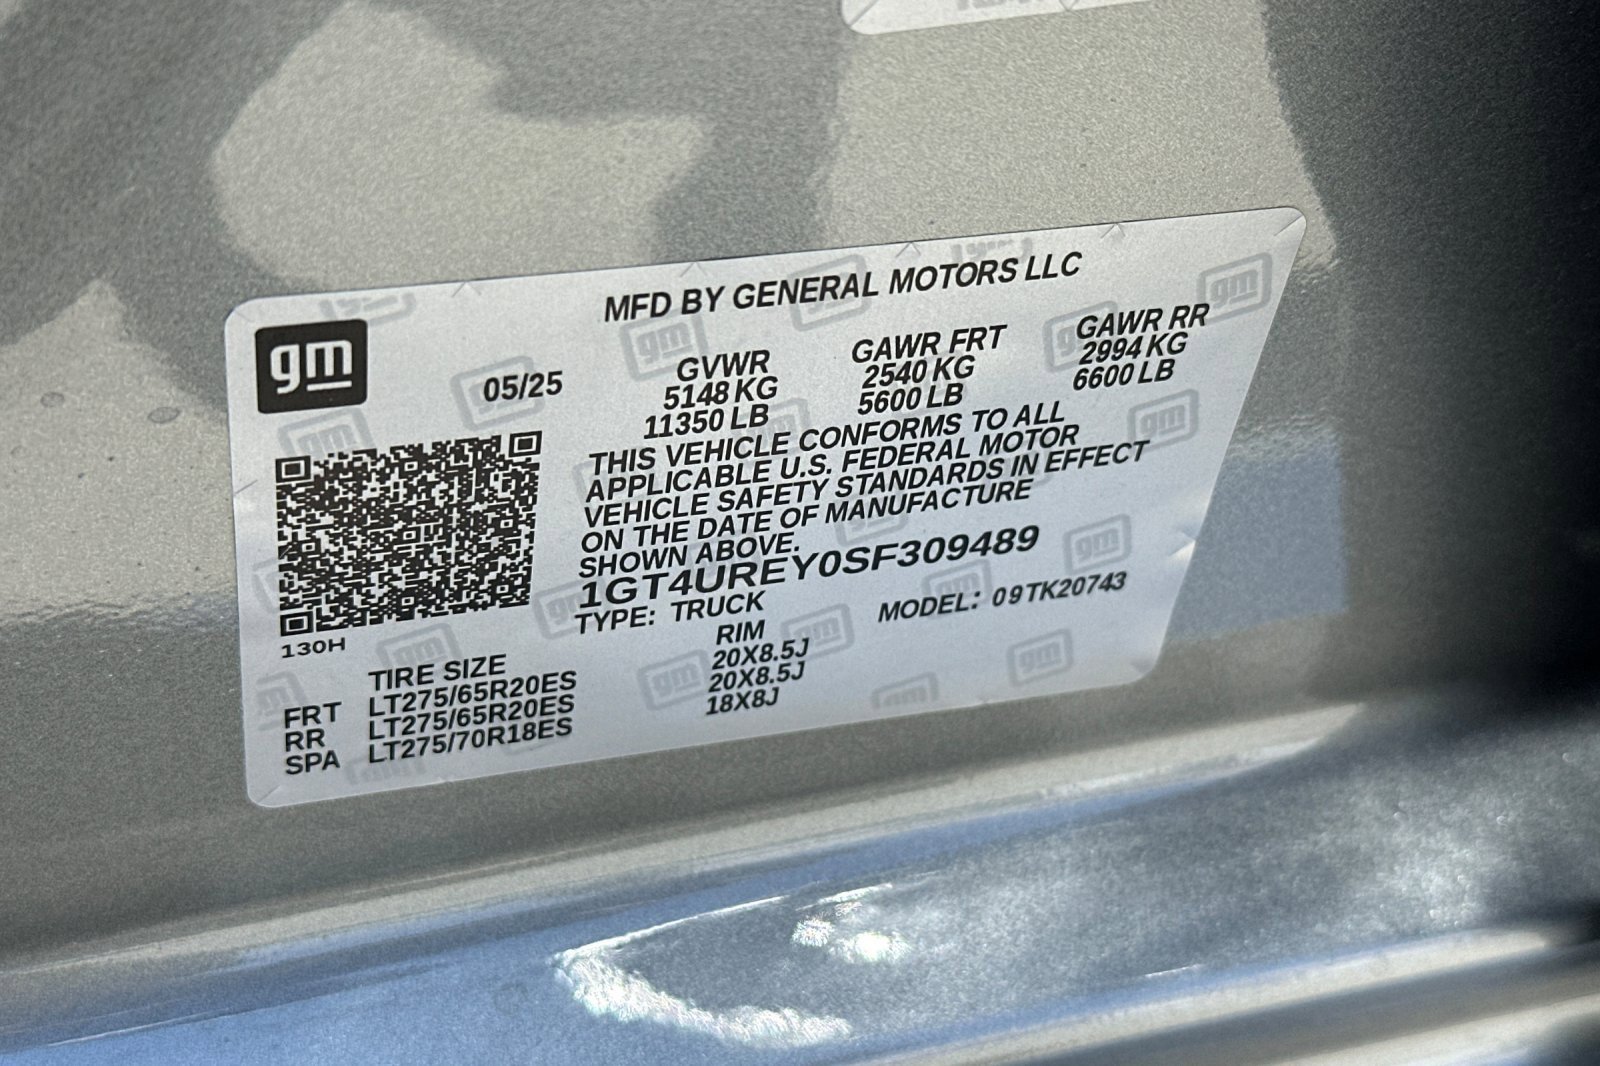 MFD BY GENERAL MOTORS LLC
gm
05/25
GVWR GAWR FRT GAWR RR
5148 KG 2540 KG 2994 KG
11350 LB 5600 LB 6600 LB
THIS VEHICLE CONFORMS TO ALL
APPLICABLE U.S. FEDERAL MOTOR
VEHICLE SAFETY STANDARDS IN EFFECT
ON THE DATE OF MANUFACTURE
SHOWN ABOVE.
1GT4UREY0SF309489
TYPE: TRUCK MODEL: 09TK20743
130H
TIRE SIZE RIM
FRT LT275/65R20ES 20X8.5J
RR LT275/65R20ES 20X8.5J
SPA LT275/70R18ES 18X8J